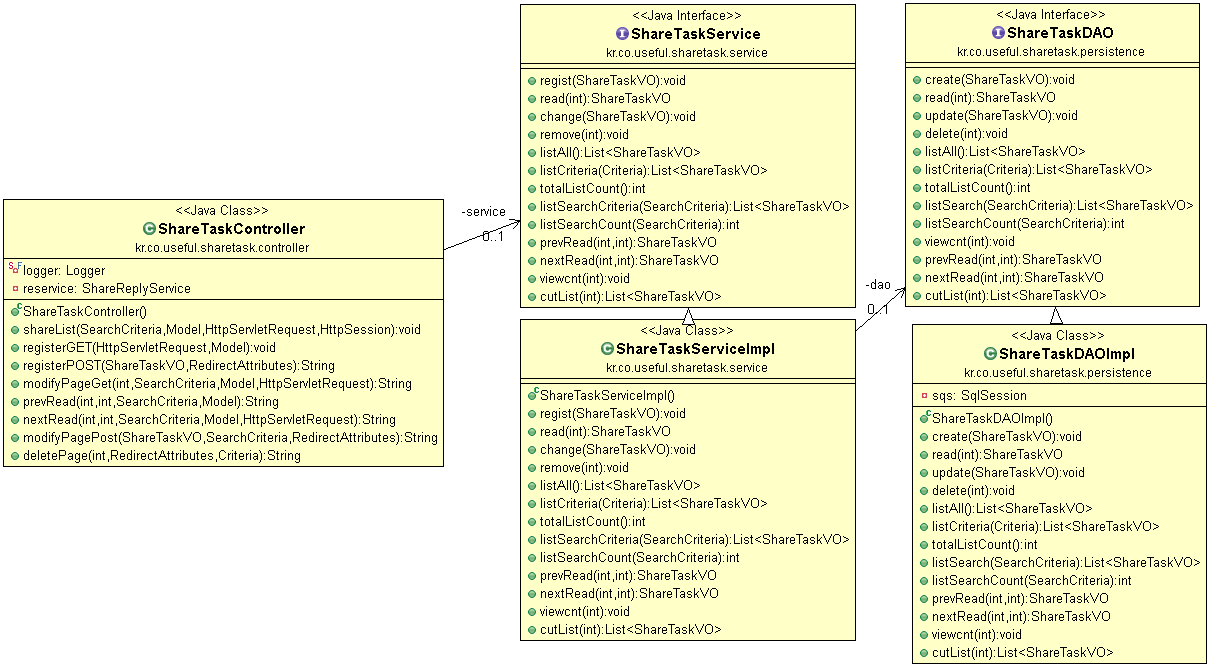 <<Java Class>>
ShareTaskController
kr.co.useful.sharetask.controller
logger: Logger
reservice: ShareReplyService
ShareTaskController()
shareList(SearchCriteria,Model,HttpServletRequest,HttpSession):void
registerGET(HttpServletRequest,Model):void
registerPOST(ShareTaskVO,RedirectAttributes):String
modifyPageGet(int,SearchCriteria,Model,HttpServletRequest):String
prevRead(int,int,SearchCriteria,Model):String
nextRead(int,int,SearchCriteria,Model,HttpServletRequest):String
modifyPagePost(ShareTaskVO,SearchCriteria,RedirectAttributes):String
deletePage(int,RedirectAttributes,Criteria):String
-service
0..1
<<Java Interface>>
ShareTaskService
kr.co.useful.sharetask.service
regist(ShareTaskVO):void
read(int):ShareTaskVO
change(ShareTaskVO):void
remove(int):void
listAll():List<ShareTaskVO>
listCriteria(Criteria):List<ShareTaskVO>
totalListCount():int
listSearchCriteria(SearchCriteria):List<ShareTaskVO>
listSearchCount(SearchCriteria):int
prevRead(int,int):ShareTaskVO
nextRead(int,int):ShareTaskVO
viewcnt(int):void
cutList(int):List<ShareTaskVO>
<<Java Class>>
ShareTaskServiceImpl
kr.co.useful.sharetask.service
ShareTaskServiceImpl()
regist(ShareTaskVO):void
read(int):ShareTaskVO
change(ShareTaskVO):void
remove(int):void
listAll():List<ShareTaskVO>
listCriteria(Criteria):List<ShareTaskVO>
totalListCount():int
listSearchCriteria(SearchCriteria):List<ShareTaskVO>
listSearchCount(SearchCriteria):int
prevRead(int,int):ShareTaskVO
nextRead(int,int):ShareTaskVO
viewcnt(int):void
cutList(int):List<ShareTaskVO>
-dao
0..1
<<Java Interface>>
ShareTaskDAO
kr.co.useful.sharetask.persistence
create(ShareTaskVO):void
read(int):ShareTaskVO
update(ShareTaskVO):void
delete(int):void
listAll():List<ShareTaskVO>
listCriteria(Criteria):List<ShareTaskVO>
totalListCount():int
listSearch(SearchCriteria):List<ShareTaskVO>
listSearchCount(SearchCriteria):int
viewcnt(int):void
prevRead(int,int):ShareTaskVO
nextRead(int,int):ShareTaskVO
cutList(int):List<ShareTaskVO>
<<Java Class>>
ShareTaskDAOImpl
kr.co.useful.sharetask.persistence
sqs: SqlSession
ShareTaskDAOImpl()
create(ShareTaskVO):void
read(int):ShareTaskVO
update(ShareTaskVO):void
delete(int):void
listAll():List<ShareTaskVO>
listCriteria(Criteria):List<ShareTaskVO>
totalListCount():int
listSearch(SearchCriteria):List<ShareTaskVO>
listSearchCount(SearchCriteria):int
prevRead(int,int):ShareTaskVO
nextRead(int,int):ShareTaskVO
viewcnt(int):void
cutList(int):List<ShareTaskVO>